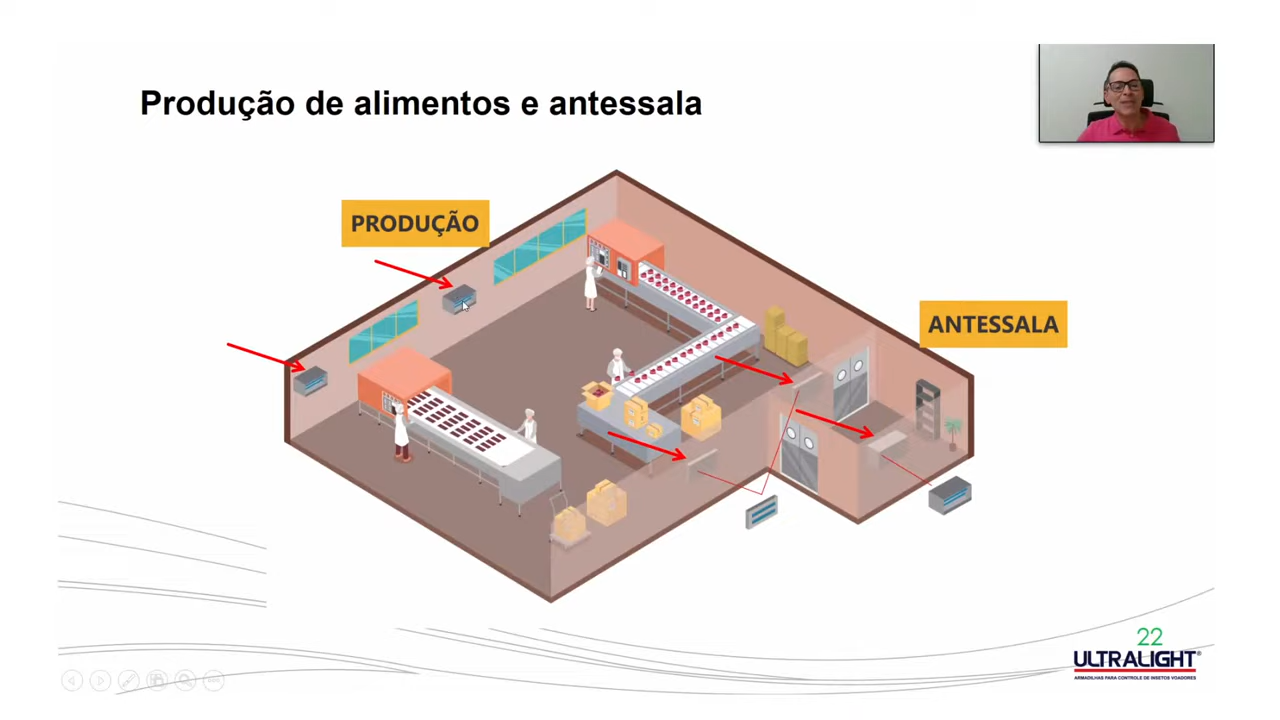 Produção de alimentos e antessala
PRODUÇÃO
ANTESSALA
22
ULTRALIGHT®
ARMADILHAS PARA CONTROLE DE INSETOS VOADORES